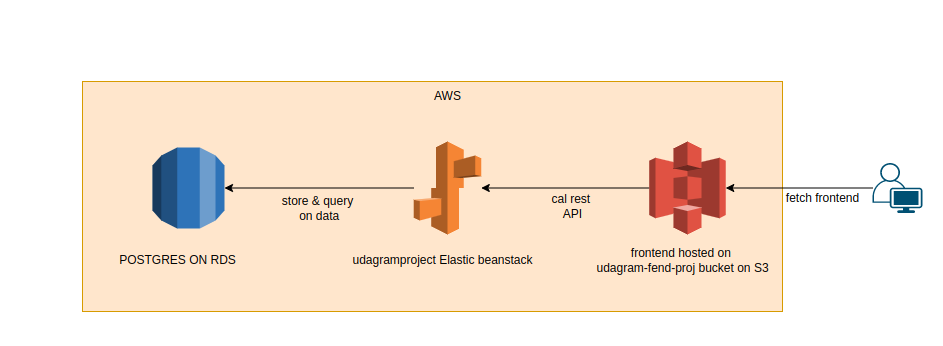 AWS
store & query
on data
cal rest
API
fetch frontend
POSTGRES ON RDS
udagramproject Elastic beanstack
frontend hosted on
udagram-fend-proj bucket on S3